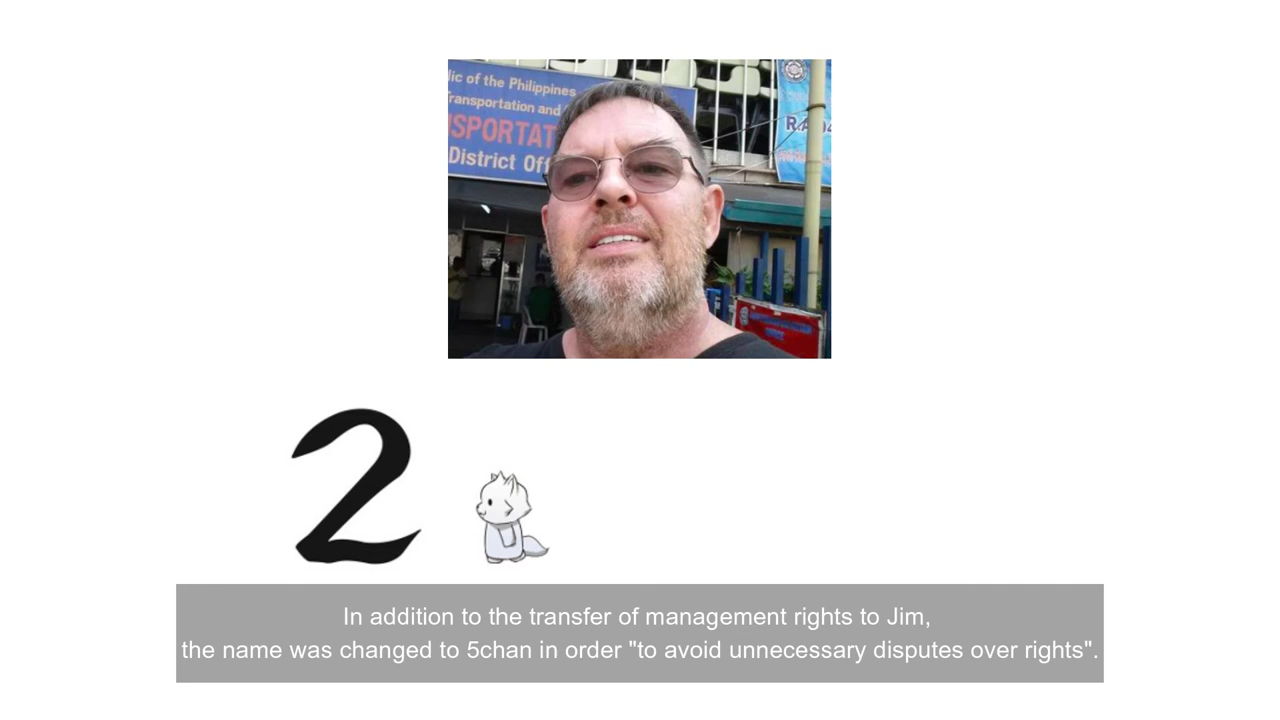 lic of the Philippines
Transportation and
SPORTAT
District Off
2
In addition to the transfer of management rights to Jim,
the name was changed to 5chan in order "to avoid unnecessary disputes over rights".